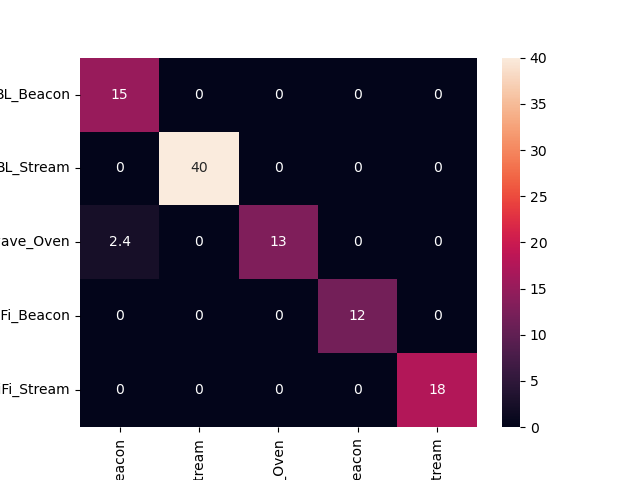 BL_Beacon 15 0 0 0 0
BL_Stream 0 40 0 0 0
ave_Oven 2.4 0 13 0 0
Fi_Beacon 0 0 0 12 0
Fi_Stream 0 0 0 0 18
eacon
tream
_Oven
eacon
tream
40
35
30
25
20
15
10
5
0